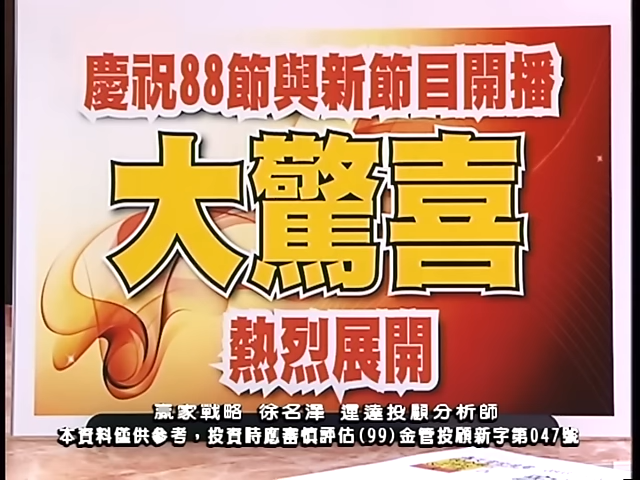 慶祝88節與新節目開播
大驚喜
熱烈展開
贏家戰略 徐名澤 運達投顧分析師
本資料僅供參考，投資時應審慎評估(99)金管投顧新字第047號